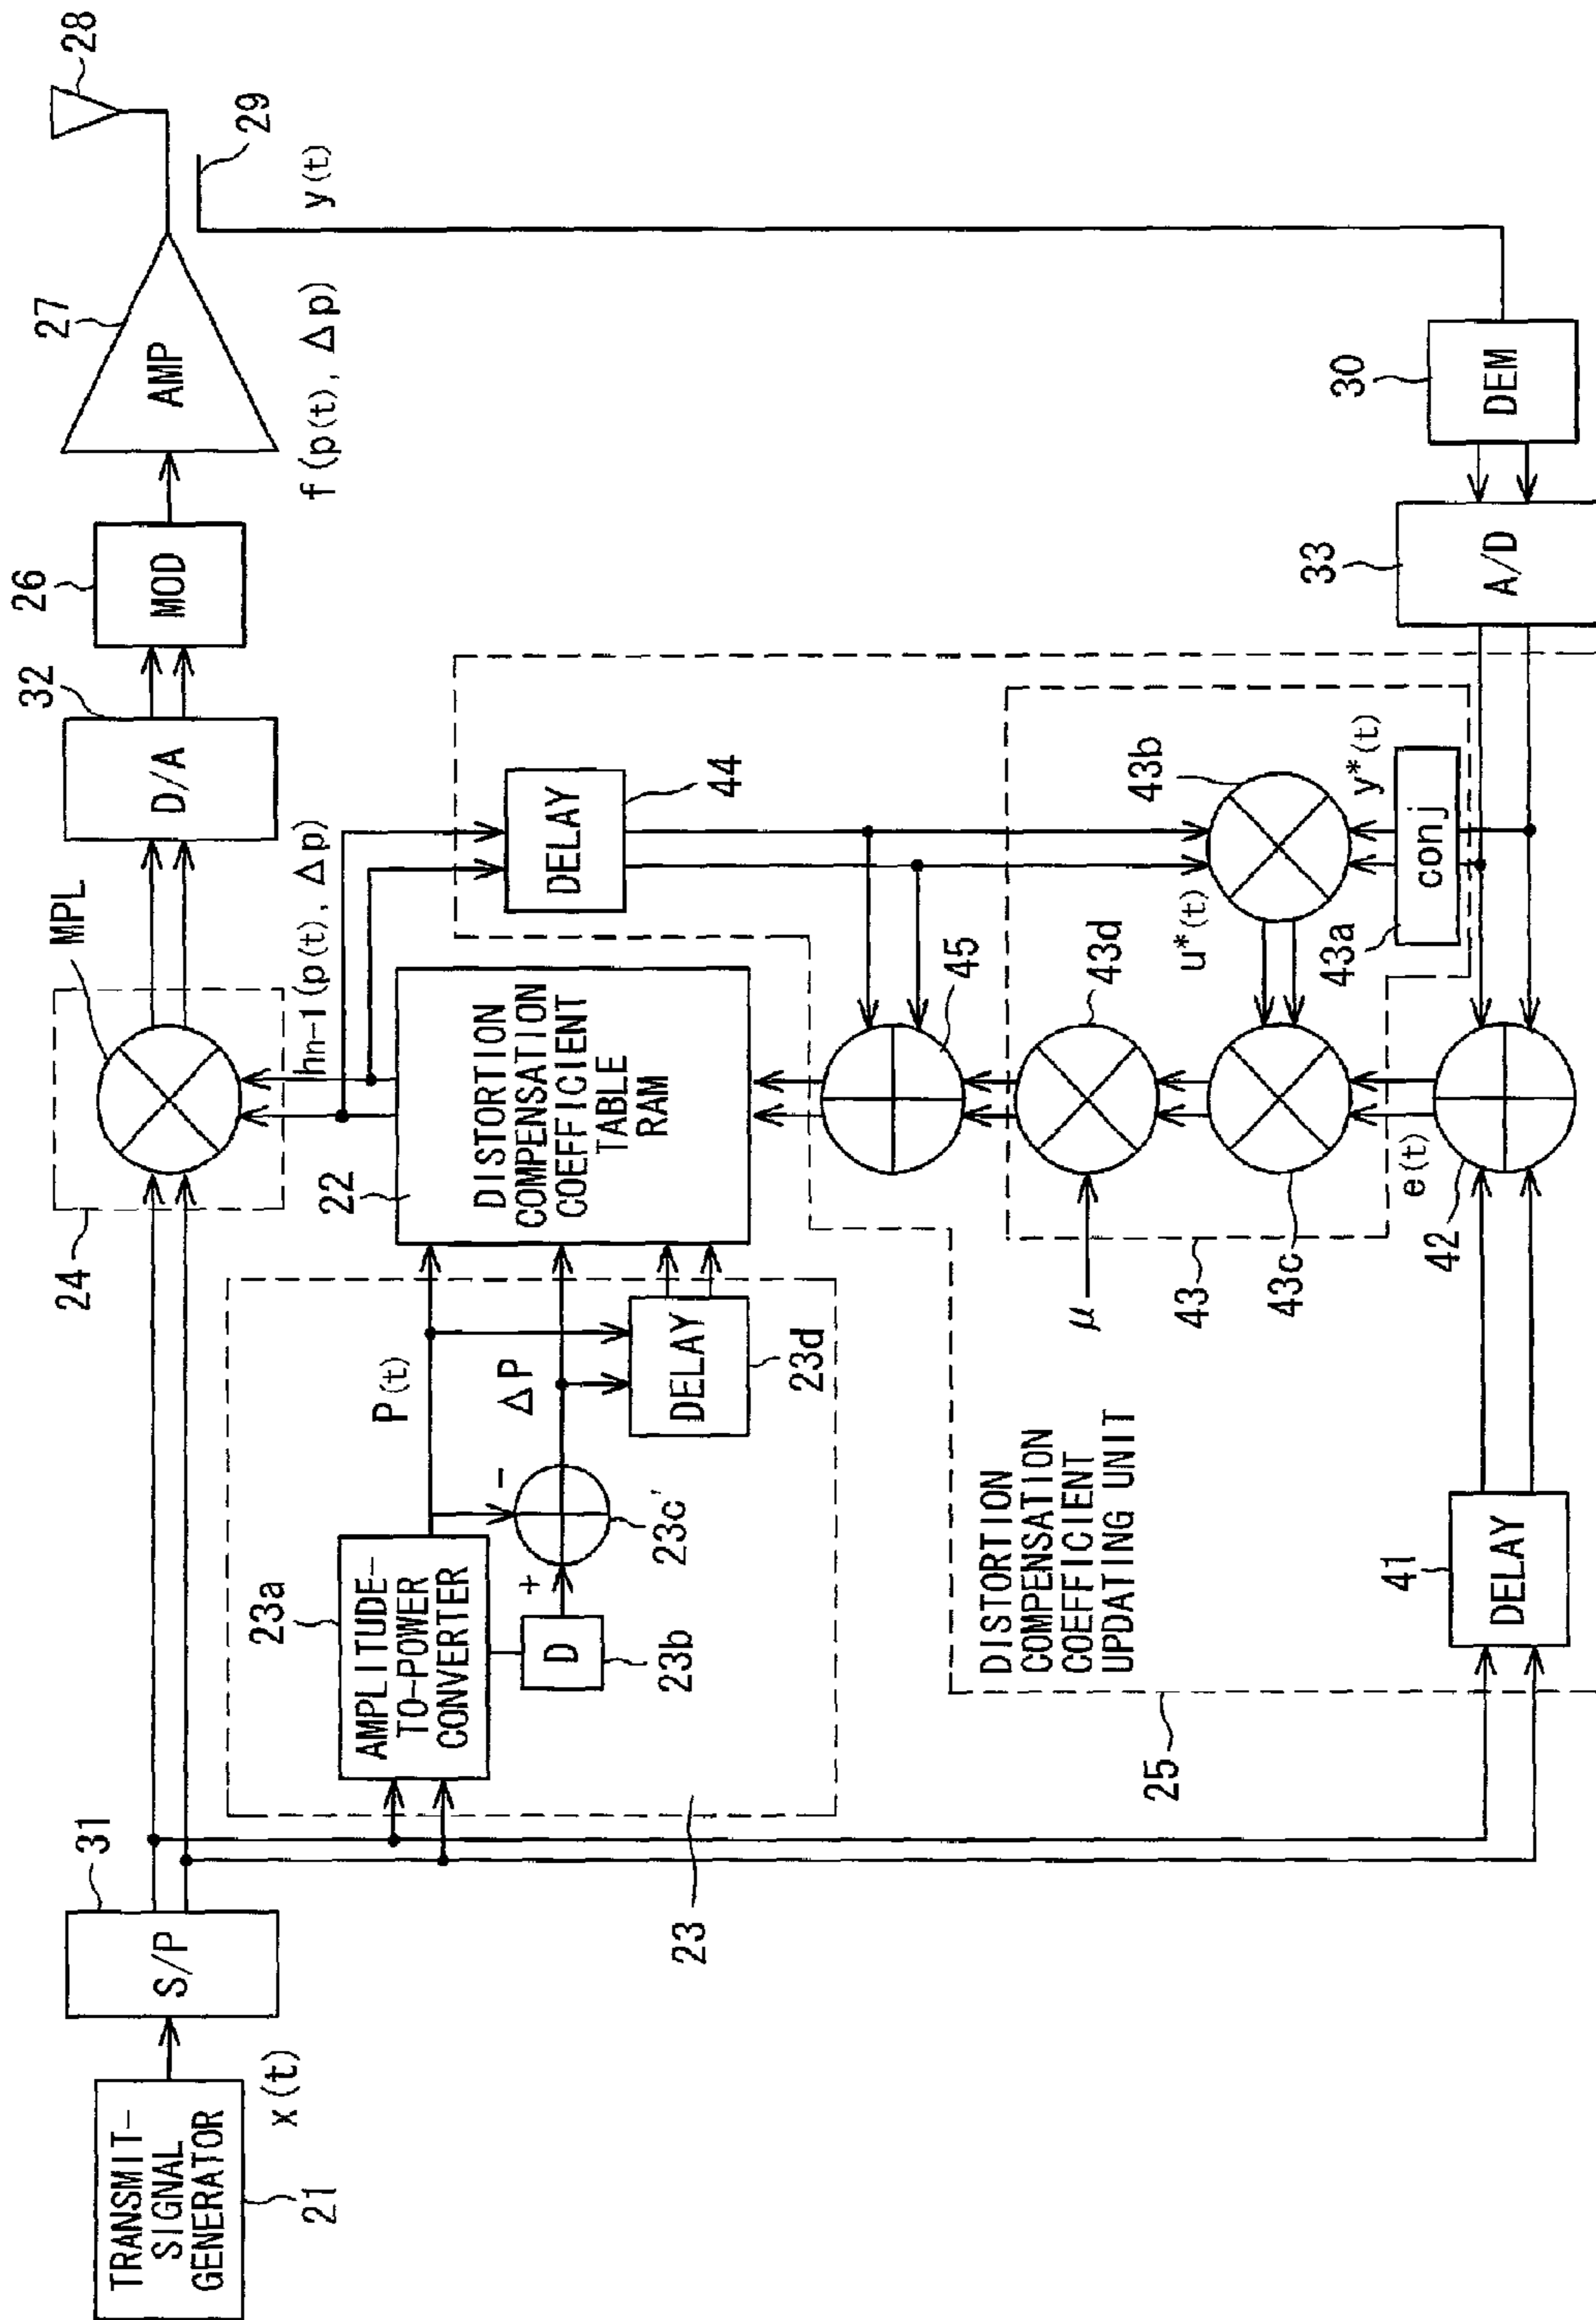 TRANSMIT-
SIGNAL
GENERATOR
21
x(t)
S/P
31
24
MPL
D/A
32
MOD
26
AMP
27
f(p(t), Δp)
28
29
y(t)
hn-1(p(t), Δp)
AMPLITUDE-
TO-POWER
CONVERTER
23a
P(t)
ΔP
D
23b
+
-
23c'
DELAY
23d
23
22
DISTORTION
COMPENSATION
COEFFICIENT
TABLE
RAM
DELAY
44
45
DISTORTION
COMPENSATION
COEFFICIENT
UPDATING UNIT
25
μ
43d
43
43c
u*(t)
43b
y*(t)
conj
43a
e(t)
42
DELAY
41
A/D
33
DEM
30